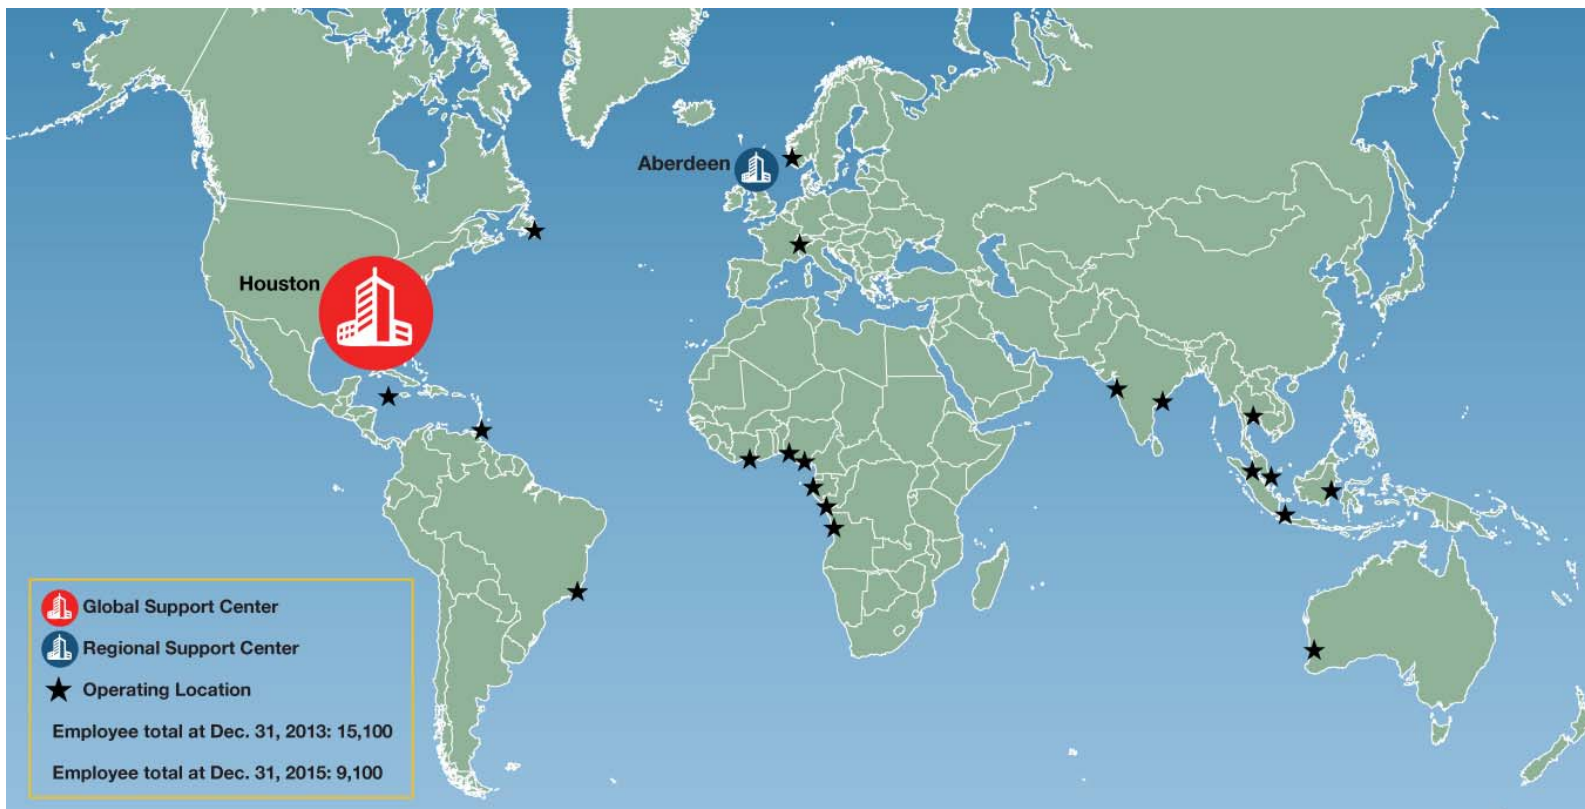 Aberdeen
Houston
Global Support Center
Regional Support Center
Operating Location
Employee total at Dec. 31, 2013: 15,100
Employee total at Dec. 31, 2015: 9,100